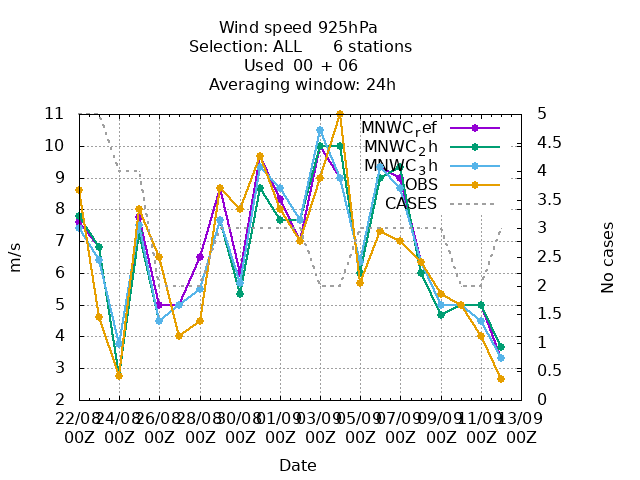 Wind speed 925hPa
Selection: ALL 6 stations
Used 00 + 06
Averaging window: 24h
11
10
9
8
7
6
5
4
3
2
m/s
5
4.5
4
3.5
3
2.5
2
1.5
1
0.5
0
No cases
MNWC_ref
MNWC_2h
MNWC_3h
OBS
CASES
22/08 24/08 26/08 28/08 30/08 01/09 03/09 05/09 07/09 09/09 11/09 13/09
00Z 00Z 00Z 00Z 00Z 00Z 00Z 00Z 00Z 00Z 00Z 00Z
Date